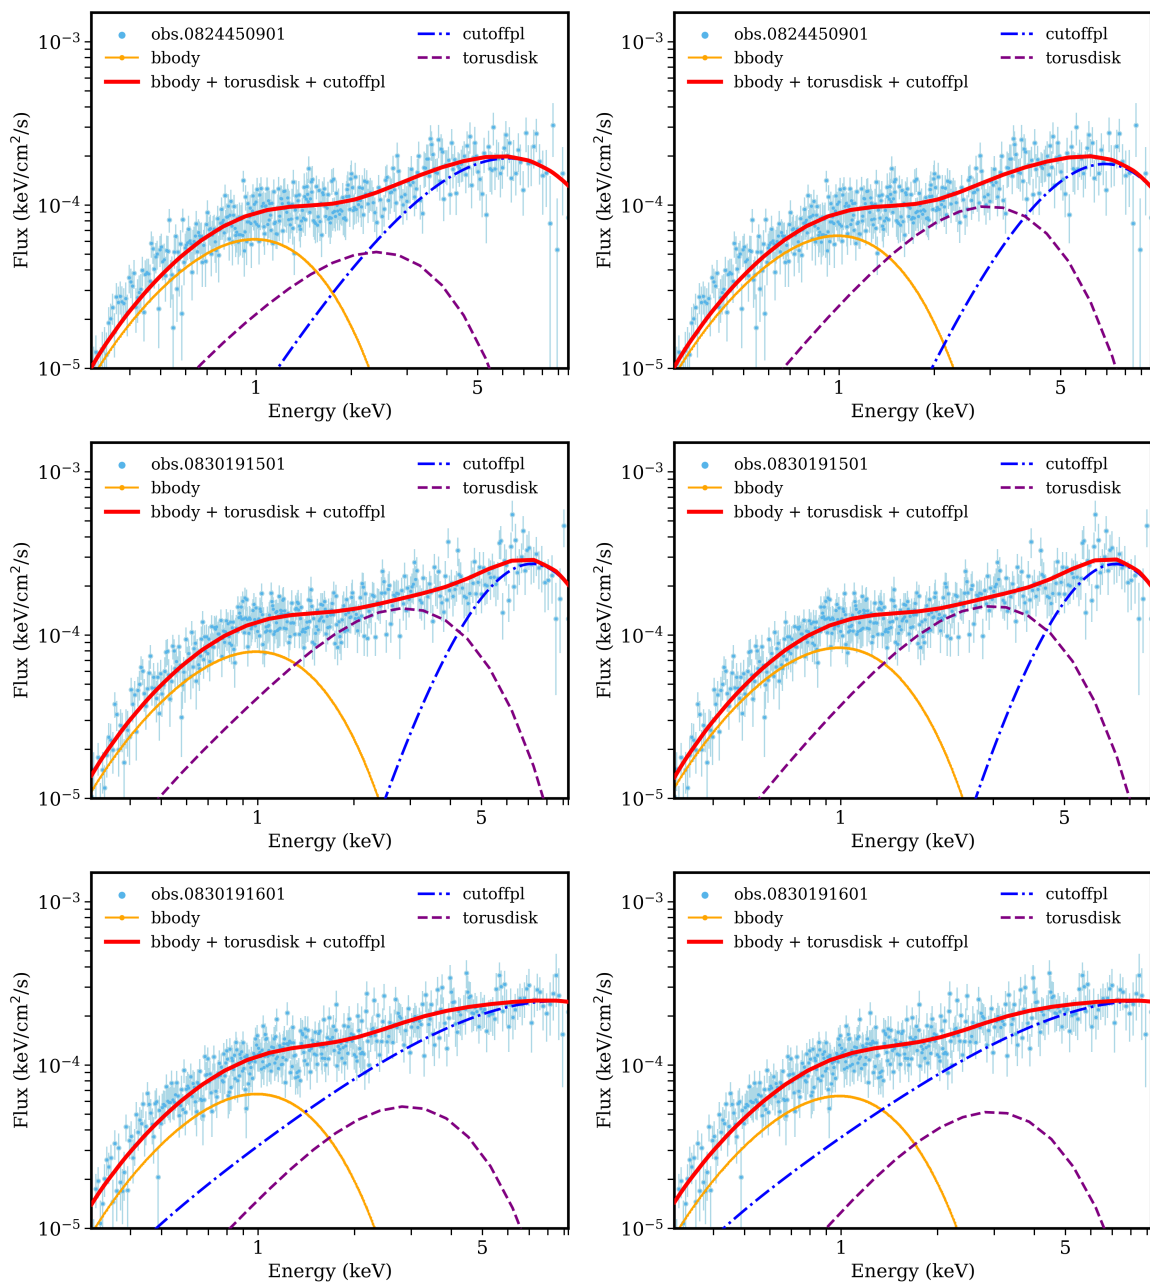 obs.0824450901
bbody
bbody + torusdisk + cutoffpl
cutoffpl
torusdisk
10⁻³
10⁻⁴
10⁻⁵
Flux (keV/cm²/s)
1
5
Energy (keV)
obs.0824450901
bbody
bbody + torusdisk + cutoffpl
cutoffpl
torusdisk
10⁻³
10⁻⁴
10⁻⁵
Flux (keV/cm²/s)
1
5
Energy (keV)
obs.0830191501
bbody
bbody + torusdisk + cutoffpl
cutoffpl
torusdisk
10⁻³
10⁻⁴
10⁻⁵
Flux (keV/cm²/s)
1
5
Energy (keV)
obs.0830191501
bbody
bbody + torusdisk + cutoffpl
cutoffpl
torusdisk
10⁻³
10⁻⁴
10⁻⁵
Flux (keV/cm²/s)
1
5
Energy (keV)
obs.0830191601
bbody
bbody + torusdisk + cutoffpl
cutoffpl
torusdisk
10⁻³
10⁻⁴
10⁻⁵
Flux (keV/cm²/s)
1
5
Energy (keV)
obs.0830191601
bbody
bbody + torusdisk + cutoffpl
cutoffpl
torusdisk
10⁻³
10⁻⁴
10⁻⁵
Flux (keV/cm²/s)
1
5
Energy (keV)